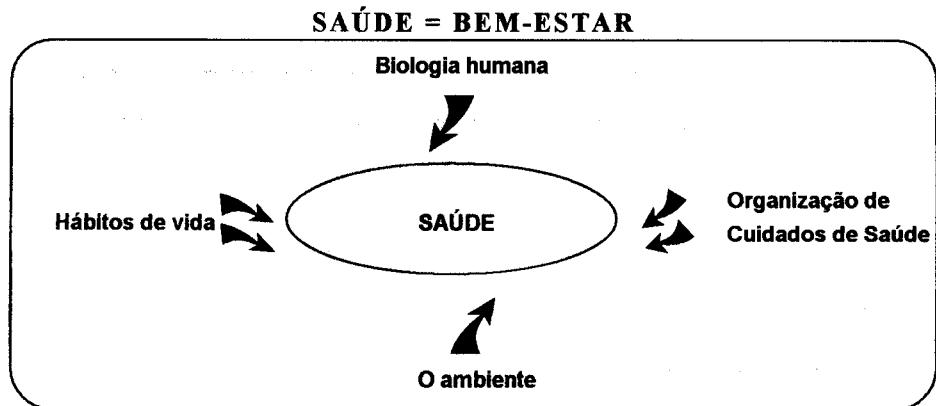 SAÚDE = BEM-ESTAR
Biologia humana
Hábitos de vida
SAÚDE
Organização de
Cuidados de Saúde
O ambiente